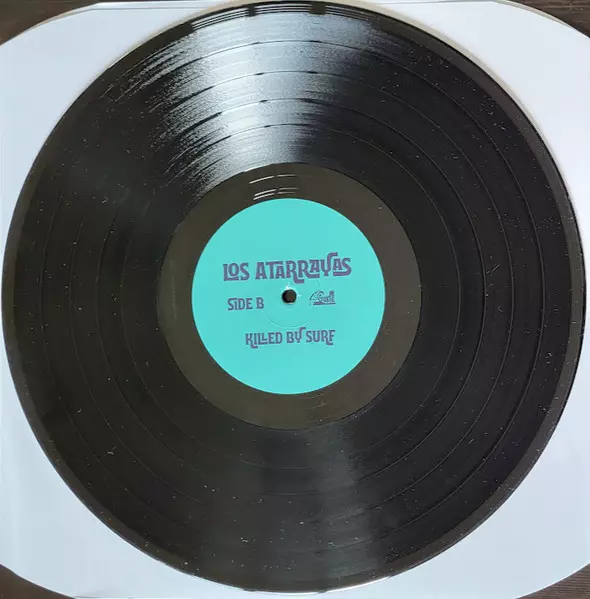 LOS ATARRAYAS
SIDE B
KILLED BY SURF